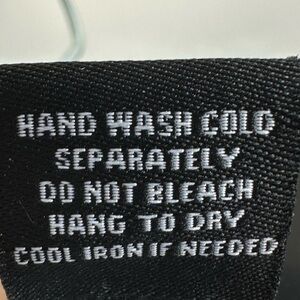 HAND WASH COLD
SEPARATELY
DO NOT BLEACH
HANG TO DRY
COOL IRON IF NEEDED